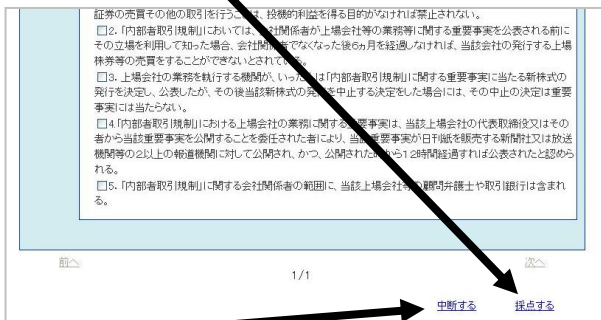 証券の売買その他の取引を行うことは、投機的利益を得る目的がなければ禁止されない。
□2.「内部者取引規制」においては、会社関係者が上場会社等の業務等に関する重要事実を公表される前に
その立場を利用して知った場合、会社関係者でなくなった後6ヵ月を経過しなければ、当該会社の発行する上場
株券等の売買をすることができないとされている。
□3. 上場会社の業務を執行する機関が、いったんは「内部者取引規制」に関する重要事実に当たる新株式の
発行を決定し、公表したが、その後当該新株式の発行を中止する決定をした場合には、その中止の決定は重要
事実には当たらない。
□4.「内部者取引規制」における上場会社の業務に関する重要事実は、当該上場会社の代表取締役又はその
者から当該重要事実を公開することを委任された者により、当該重要事実が日刊紙を販売する新聞社又は放送
機関等の2以上の報道機関に対して公開され、かつ、公開された時から12時間経過すれば公表されたと認めら
れる。
□5.「内部者取引規制」に関する会社関係者の範囲に、当該上場会社等の顧問弁護士や取引銀行は含まれ
る。
前へ
1/1
次へ
中断する
採点する